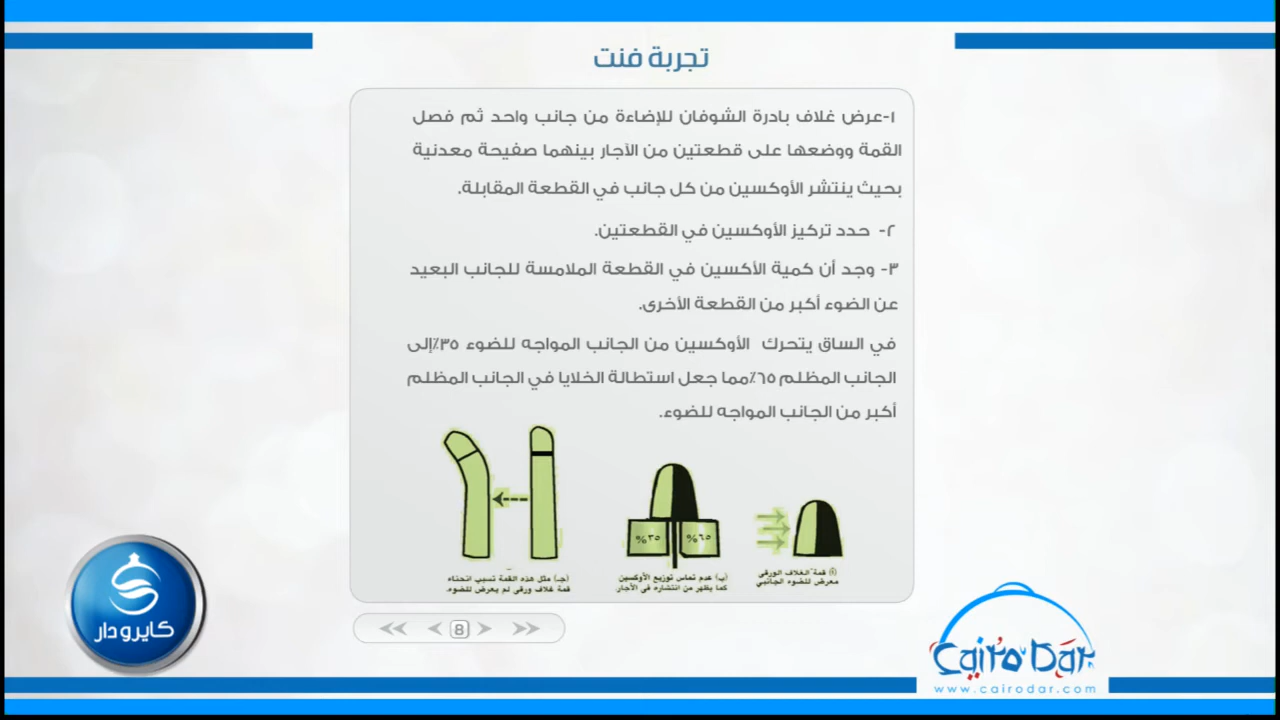 تجربة فنت
١-عرض غلاف بادرة الشوفان للإضاءة من جانب واحد ثم فصل
القمة ووضعها على قطعتين من الآجار بينهما صفيحة معدنية
بحيث ينتشر الأوكسين من كل جانب في القطعة المقابلة.
٢- حدد تركيز الأوكسين في القطعتين.
٣- وجد أن كمية الأكسين في القطعة الملامسة للجانب البعيد
عن الضوء أكبر من القطعة الأخرى.
في الساق يتحرك الأوكسين من الجانب المواجه للضوء ٣٥٪إلى
الجانب المظلم ٦٥٪مما جعل استطالة الخلايا في الجانب المظلم
أكبر من الجانب المواجه للضوء.
%٦٥
%٣٥
(أ) قمة الغلاف الورقى
معرض للضوء الجانبي
(ب) عدم تماس توزيع الأوكسين
كما يظهر من انتشاره في الآجار.
(جـ) مثل هذه القمة تسبب انحناء
قمة غلاف ورقى لم يعرض للضوء.
8
كايرو دار
Cairo Dar
www.cairodar.com